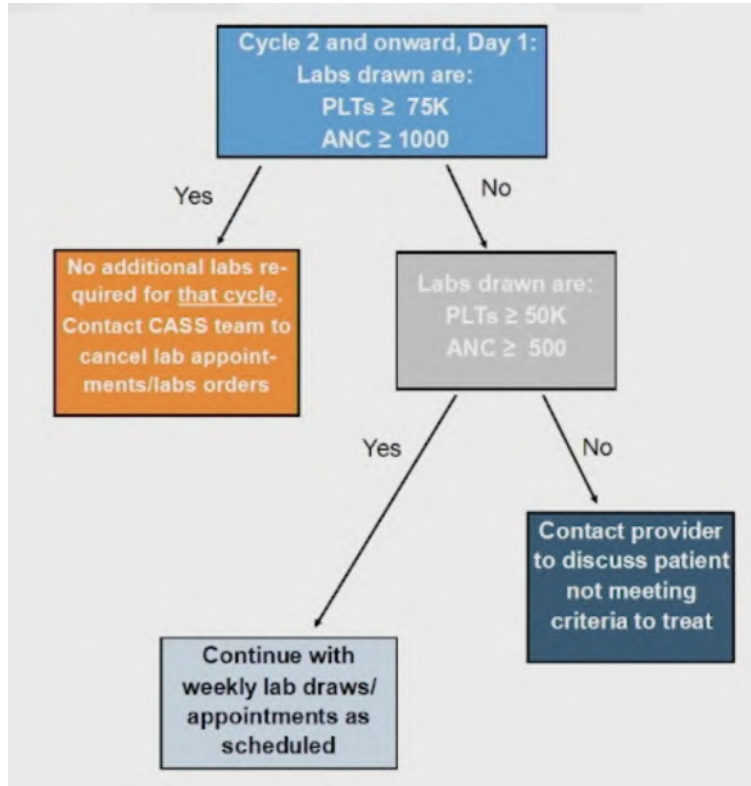 Cycle 2 and onward, Day 1:
Labs drawn are:
PLTs ≥ 75K
ANC ≥ 1000
Yes
No
No additional labs re-
quired for that cycle.
Contact CASS team to
cancel lab appoint-
ments/labs orders
Labs drawn are:
PLTs ≥ 50K
ANC ≥ 500
Yes
No
Contact provider
to discuss patient
not meeting
criteria to treat
Continue with
weekly lab draws/
appointments as
scheduled